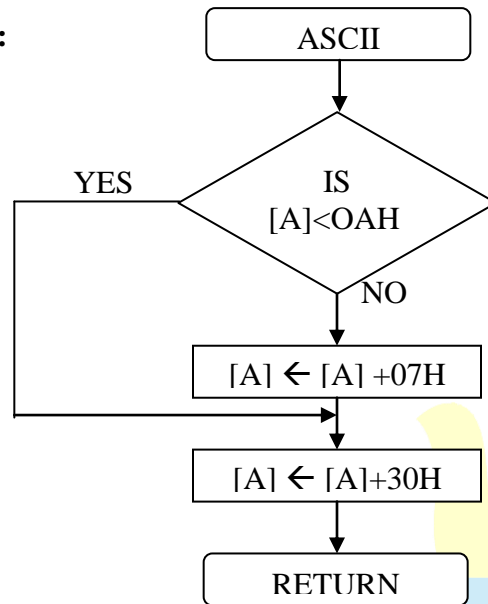 :
ASCII
YES
IS
[A]<OAH
NO
[A] ← [A] +07H
[A] ← [A]+30H
RETURN